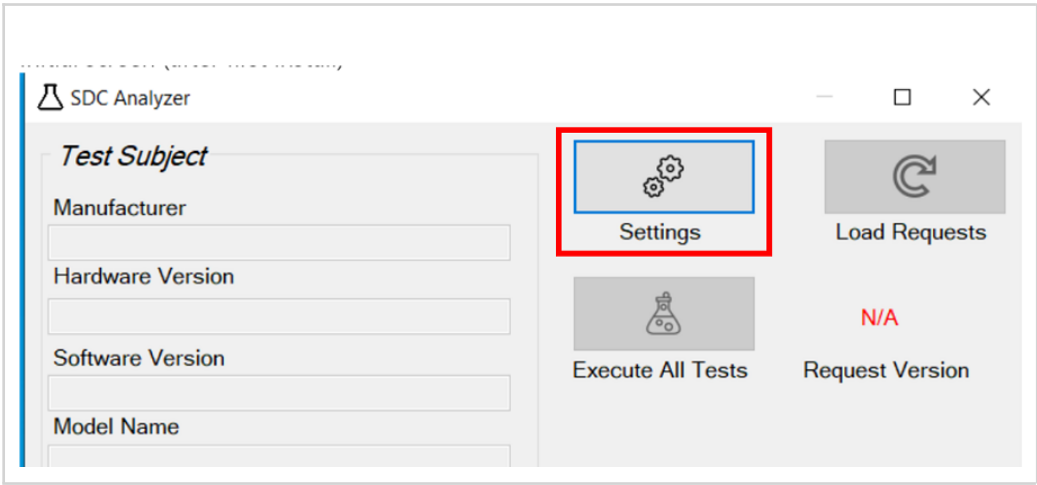 SDC Analyzer
Test Subject
Manufacturer
Hardware Version
Software Version
Model Name
Settings
Load Requests
Execute All Tests
N/A
Request Version